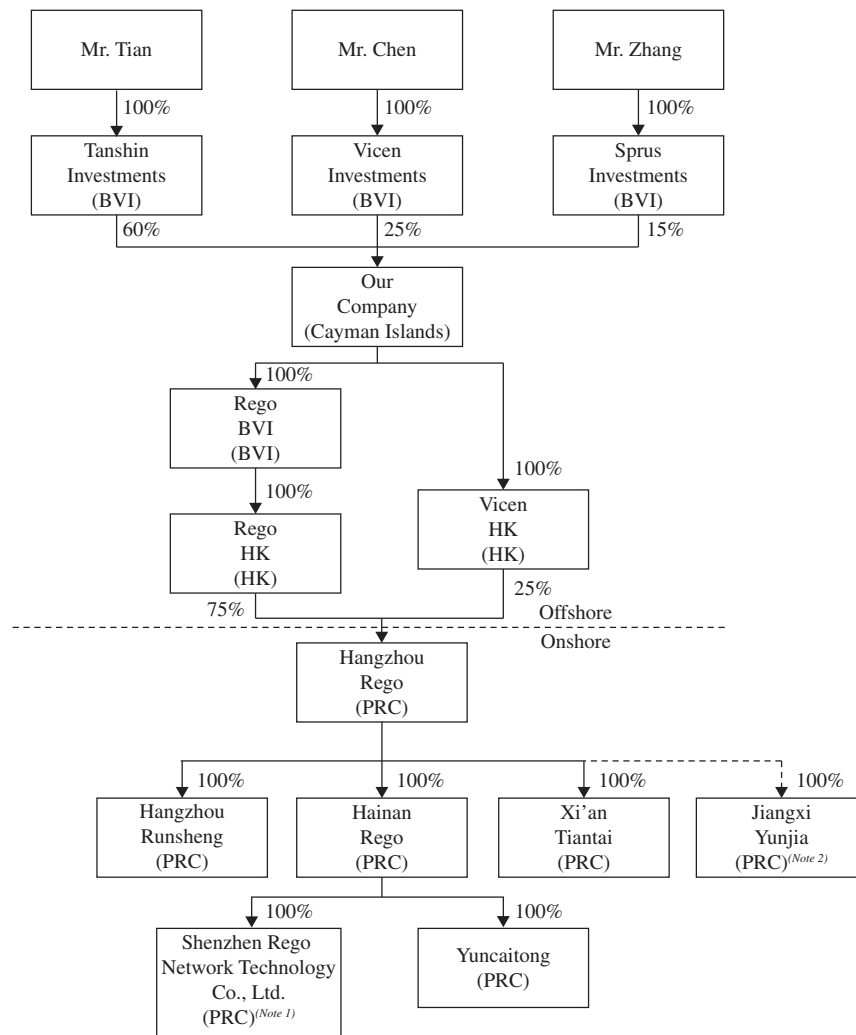 Mr. Tian
Mr. Chen
Mr. Zhang
100%
100%
100%
Tanshin
Investments
(BVI)
Vicen
Investments
(BVI)
Sprus
Investments
(BVI)
60%
25%
15%
Our
Company
(Cayman Islands)
100%
Rego
BVI
(BVI)
100%
100%
Rego
HK
(HK)
Vicen
HK
(HK)
75%
25%
Offshore
Onshore
Hangzhou
Rego
(PRC)
100%
100%
100%
100%
Hangzhou
Runsheng
(PRC)
Hainan
Rego
(PRC)
Xi’an
Tiantai
(PRC)
Jiangxi
Yunjia
(PRC)(Note 2)
100%
100%
Shenzhen Rego
Network Technology
Co., Ltd.
(PRC)(Note 1)
Yuncaitong
(PRC)